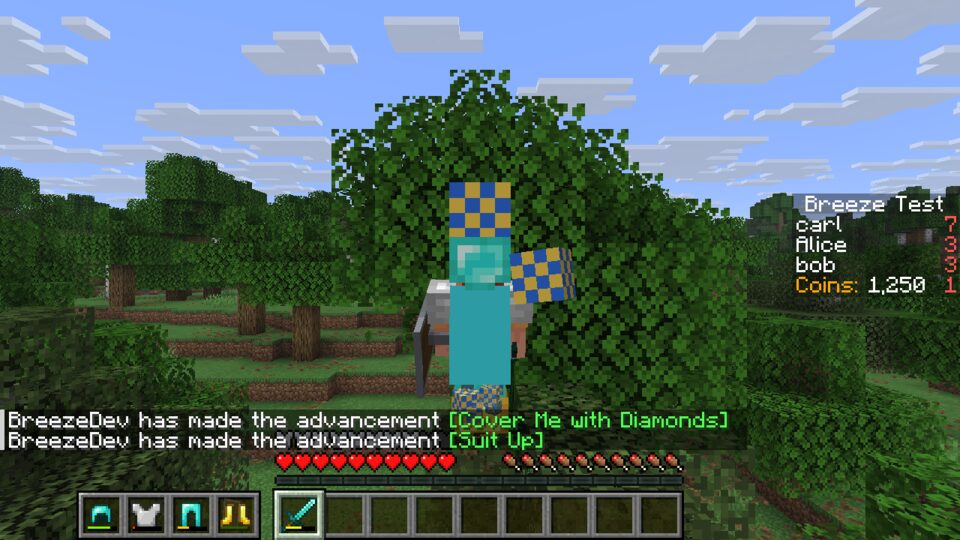 Breeze Test
carl 7
Alice 3
bob 3
Coins: 1,250 1
BreezeDev has made the advancement [Cover Me with Diamonds]
BreezeDev has made the advancement [Suit Up]